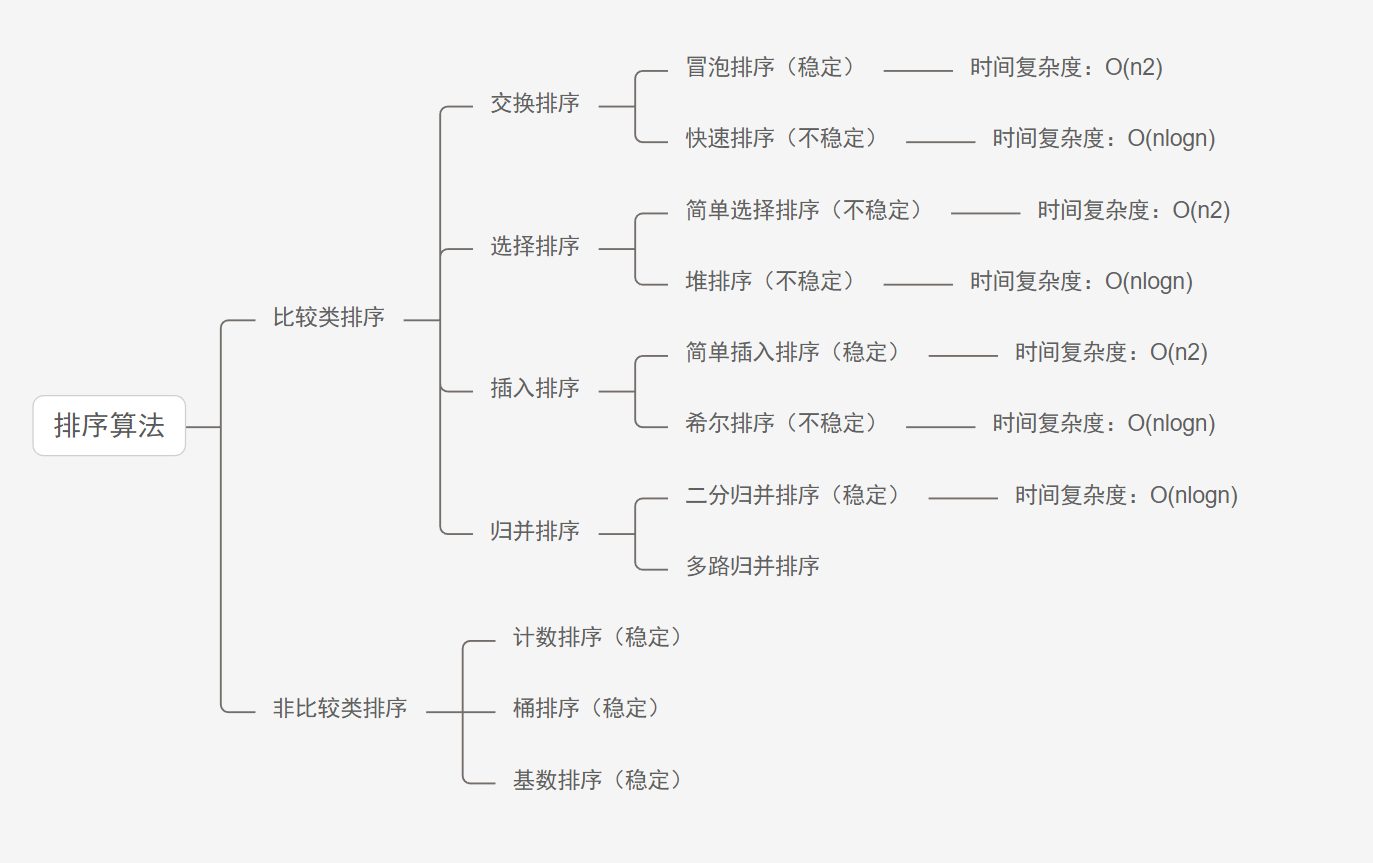 排序算法
比较类排序
交换排序
冒泡排序（稳定）
时间复杂度：O(n2)
快速排序（不稳定）
时间复杂度：O(nlogn)
选择排序
简单选择排序（不稳定）
时间复杂度：O(n2)
堆排序（不稳定）
时间复杂度：O(nlogn)
插入排序
简单插入排序（稳定）
时间复杂度：O(n2)
希尔排序（不稳定）
时间复杂度：O(nlogn)
归并排序
二分归并排序（稳定）
时间复杂度：O(nlogn)
多路归并排序
非比较类排序
计数排序（稳定）
桶排序（稳定）
基数排序（稳定）